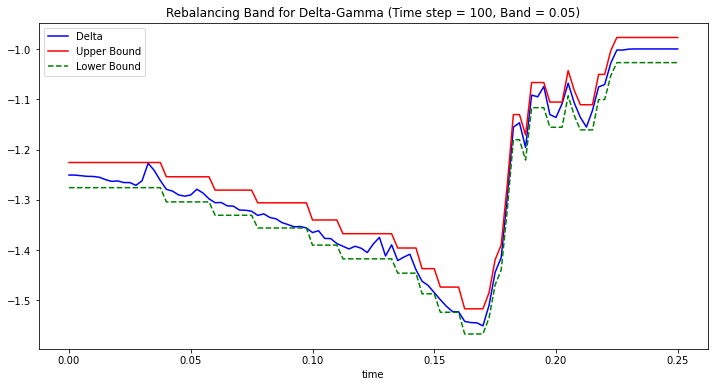 Rebalancing Band for Delta-Gamma (Time step = 100, Band = 0.05)
Delta
Upper Bound
Lower Bound
−1.0
−1.1
−1.2
−1.3
−1.4
−1.5
0.00 0.05 0.10 0.15 0.20 0.25
time